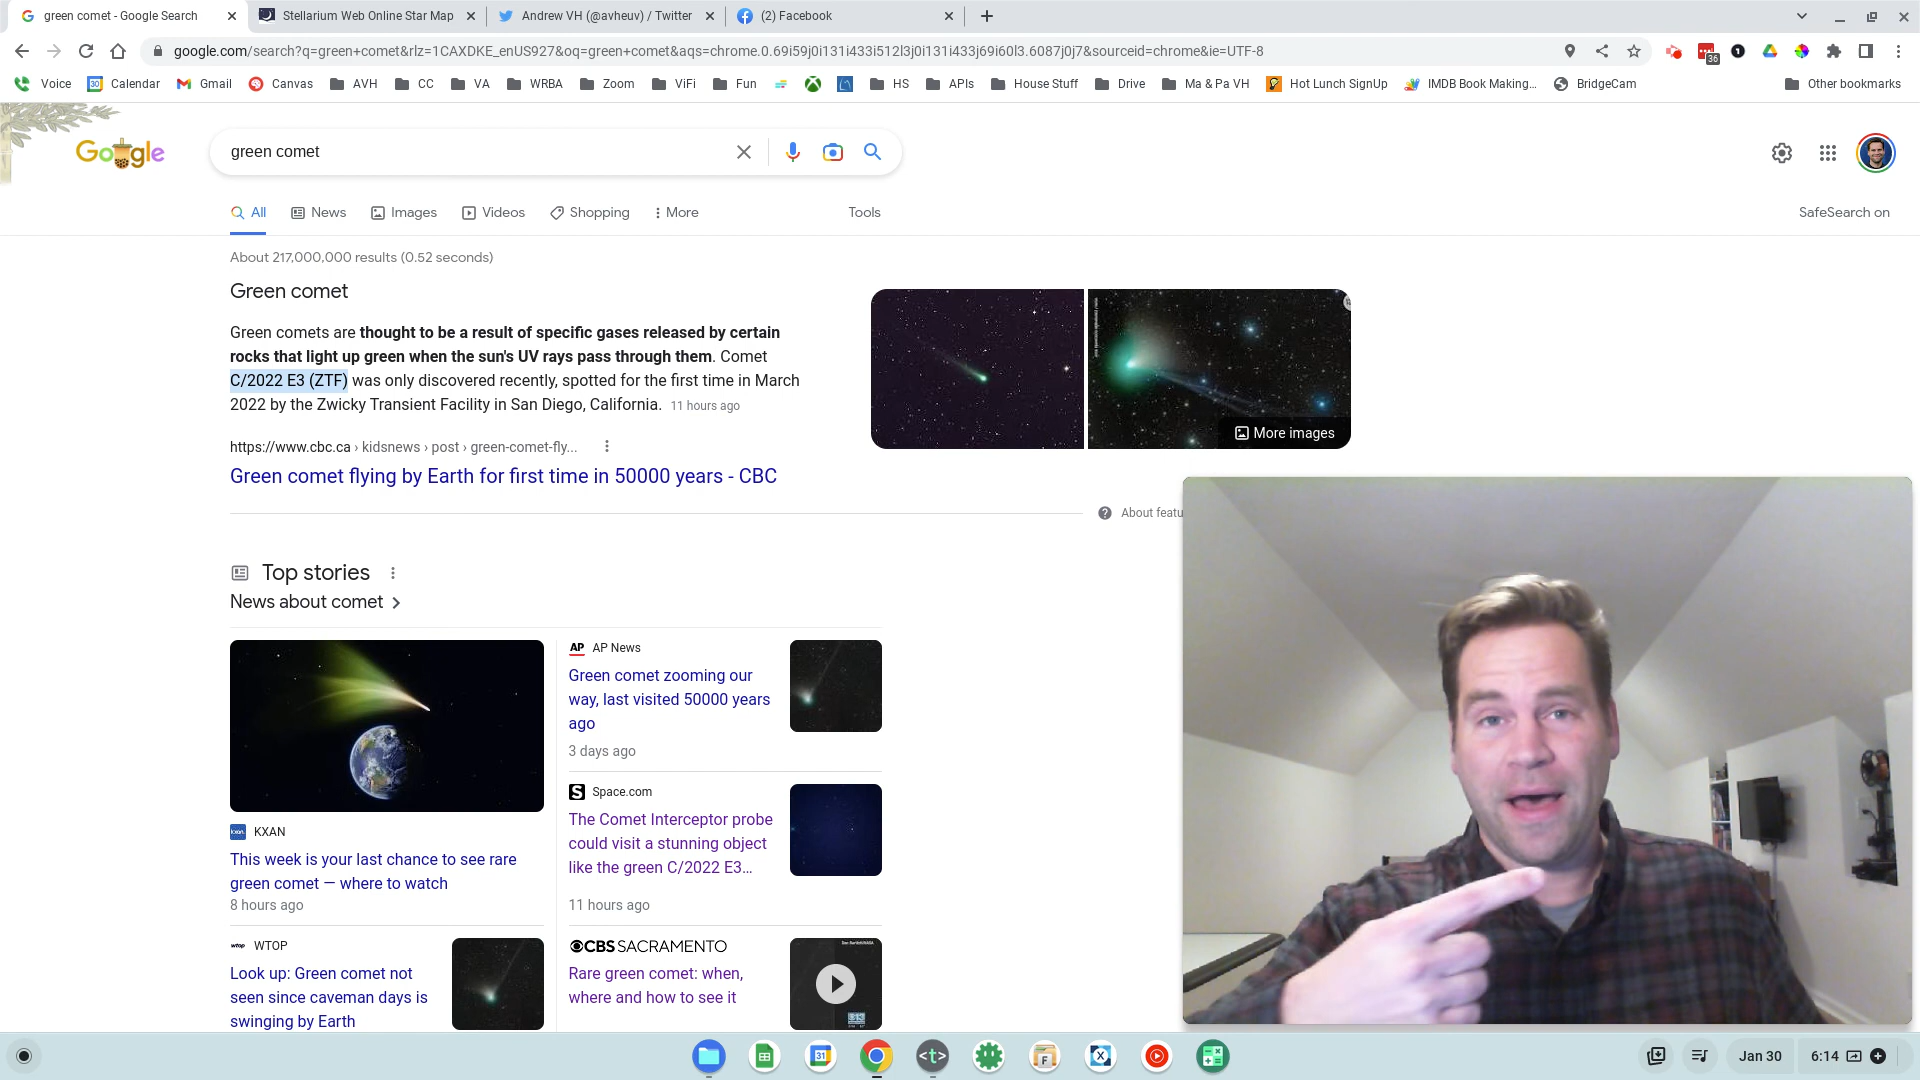 green comet - Google Search
Stellarium Web Online Star Map
Andrew VH (@avheuv) / Twitter
(2) Facebook
google.com/search?q=green+comet&rlz=1CAXDKE_enUS927&oq=green+comet&aqs=chrome.0.69i59j0i131i433i512l3j0i131i433j69i60l3.6087j0j7&sourceid=chrome&ie=UTF-8
36
Voice
30 Calendar
Gmail
Canvas
AVH
CC
VA
WRBA
Zoom
ViFi
Fun
HS
APIs
House Stuff
Drive
Ma & Pa VH
Hot Lunch SignUp
IMDB Book Making...
BridgeCam
Other bookmarks
Google
green comet
All
News
Images
Videos
Shopping
More
Tools
SafeSearch on
About 217,000,000 results (0.52 seconds)
Green comet
Green comets are thought to be a result of specific gases released by certain
rocks that light up green when the sun's UV rays pass through them. Comet
C/2022 E3 (ZTF) was only discovered recently, spotted for the first time in March
2022 by the Zwicky Transient Facility in San Diego, California. 11 hours ago
More images
https://www.cbc.ca › kidsnews › post › green-comet-fly...
Green comet flying by Earth for first time in 50000 years - CBC
About featu
Top stories
News about comet
KXAN
This week is your last chance to see rare
green comet — where to watch
8 hours ago
AP AP News
Green comet zooming our
way, last visited 50000 years
ago
3 days ago
S Space.com
The Comet Interceptor probe
could visit a stunning object
like the green C/2022 E3...
11 hours ago
wtop WTOP
Look up: Green comet not
seen since caveman days is
swinging by Earth
CBS SACRAMENTO
Rare green comet: when,
where and how to see it
31
<t>
F
X
Jan 30
6:14